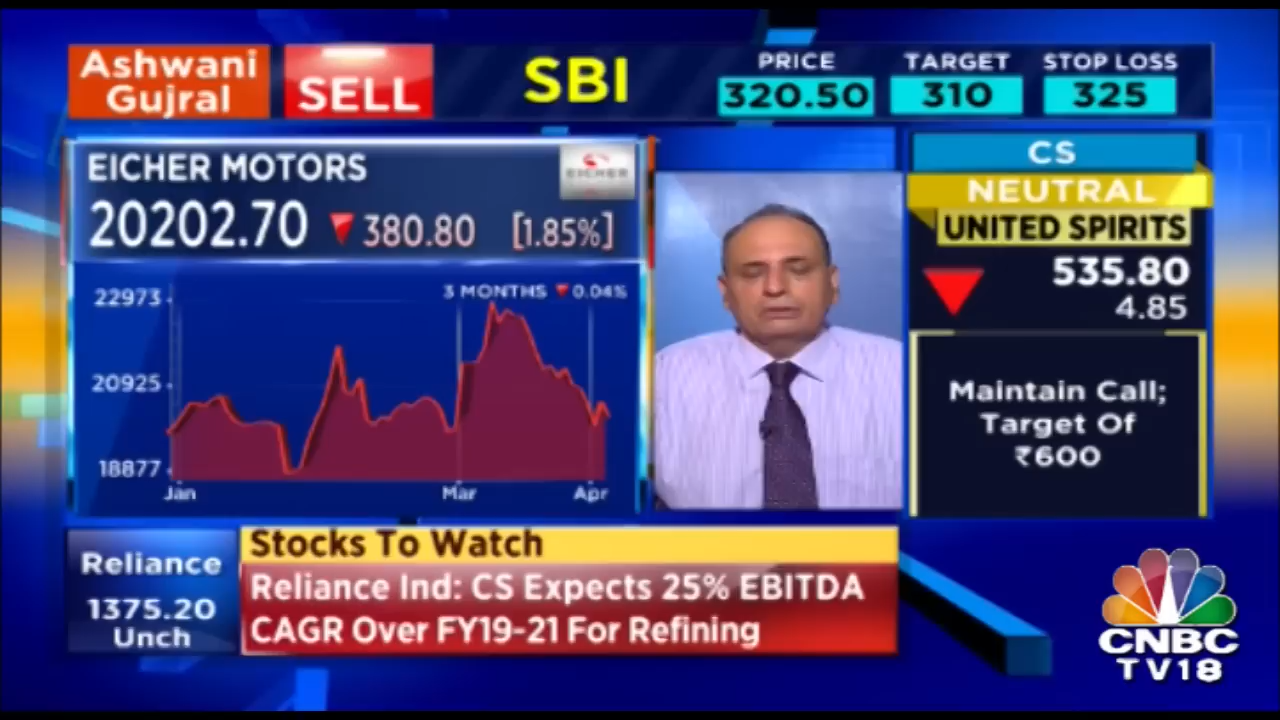 Ashwani
Gujral
SELL
SBI
PRICE
320.50
TARGET
310
STOP LOSS
325
EICHER MOTORS
20202.70 ▼380.80 [1.85%]
EICHER
3 MONTHS ▼0.04%
22973
20925
18877
Jan
Mar
Apr
CS
NEUTRAL
UNITED SPIRITS
535.80
4.85
Maintain Call;
Target Of
₹600
Reliance
1375.20
Unch
Stocks To Watch
Reliance Ind: CS Expects 25% EBITDA
CAGR Over FY19-21 For Refining
CNBC
TV18